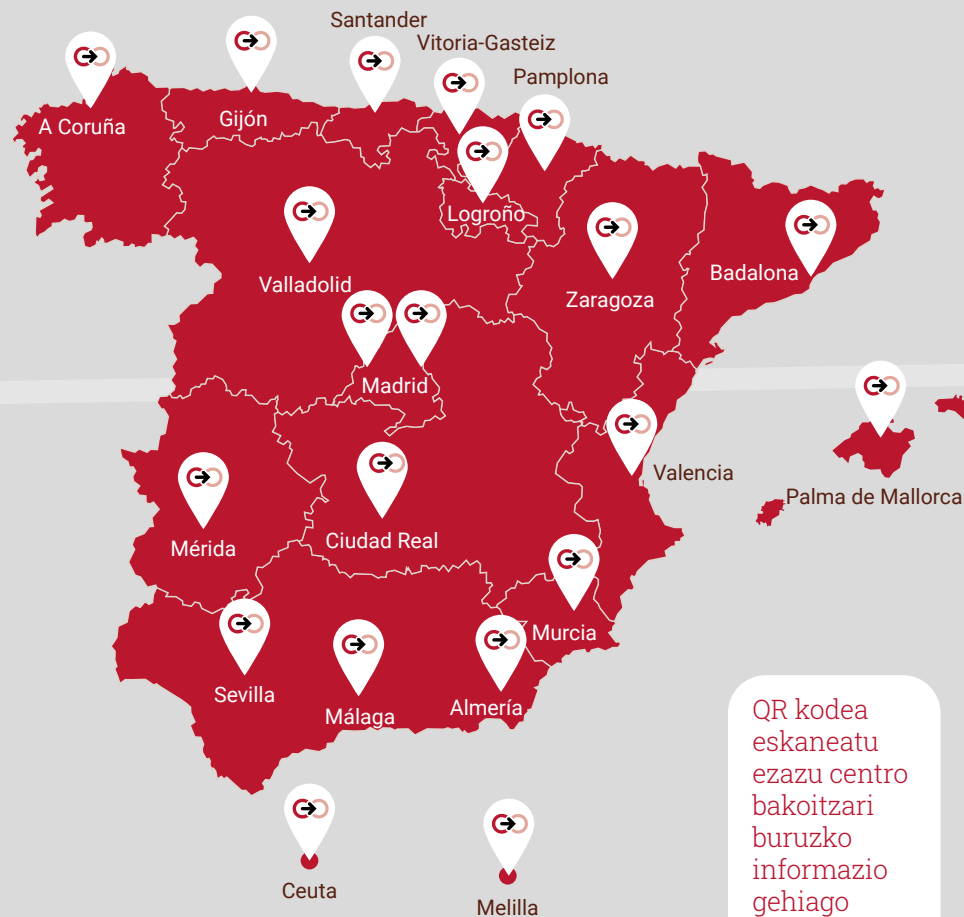 Santander
Vitoria-Gasteiz
Pamplona
A Coruña
Gijón
Logroño
Valladolid
Zaragoza
Badalona
Madrid
Valencia
Palma de Mallorca
Mérida
Ciudad Real
Murcia
Sevilla
Málaga
Almería
Ceuta
Melilla
QR kodea
eskaneatu
ezazu centro
bakoitzari
buruzko
informazio
gehiago